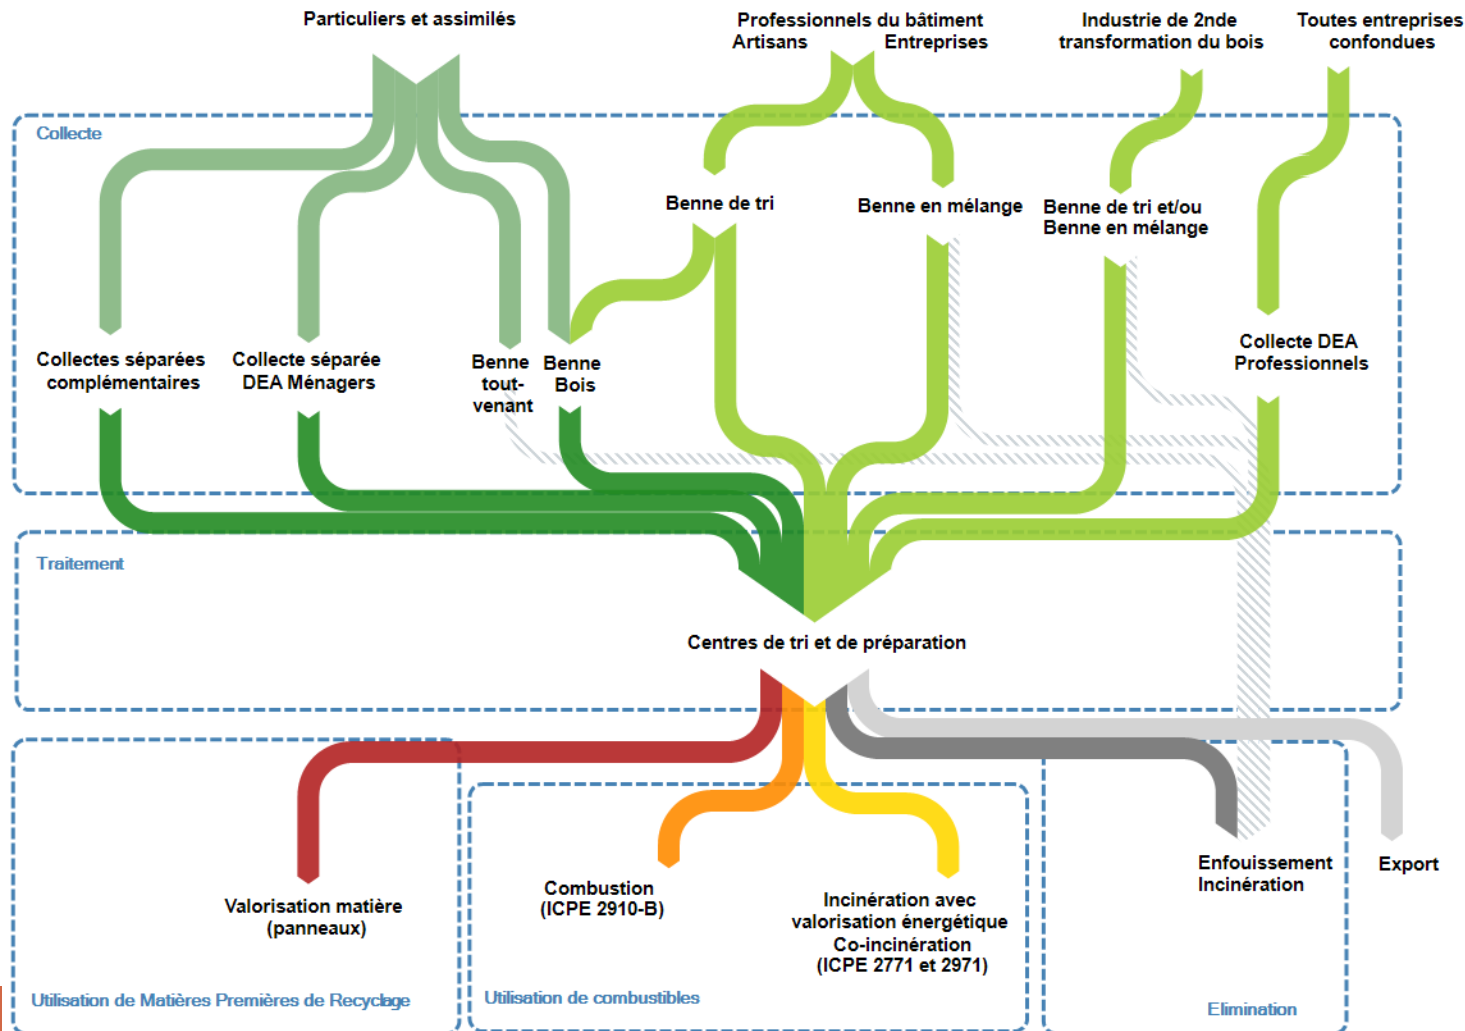 Particuliers et assimilés
Professionnels du bâtiment
Artisans Entreprises
Industrie de 2nde
transformation du bois
Toutes entreprises
confondues
Collecte
Benne de tri
Benne en mélange
Benne de tri et/ou
Benne en mélange
Collectes séparées
complémentaires
Collecte séparée
DEA Ménagers
Benne
tout-
venant
Benne
Bois
Collecte DEA
Professionnels
Traitement
Centres de tri et de préparation
Valorisation matière
(panneaux)
Combustion
(ICPE 2910-B)
Incinération avec
valorisation énergétique
Co-incinération
(ICPE 2771 et 2971)
Enfouissement
Incinération
Export
Utilisation de Matières Premières de Recyclage
Utilisation de combustibles
Elimination